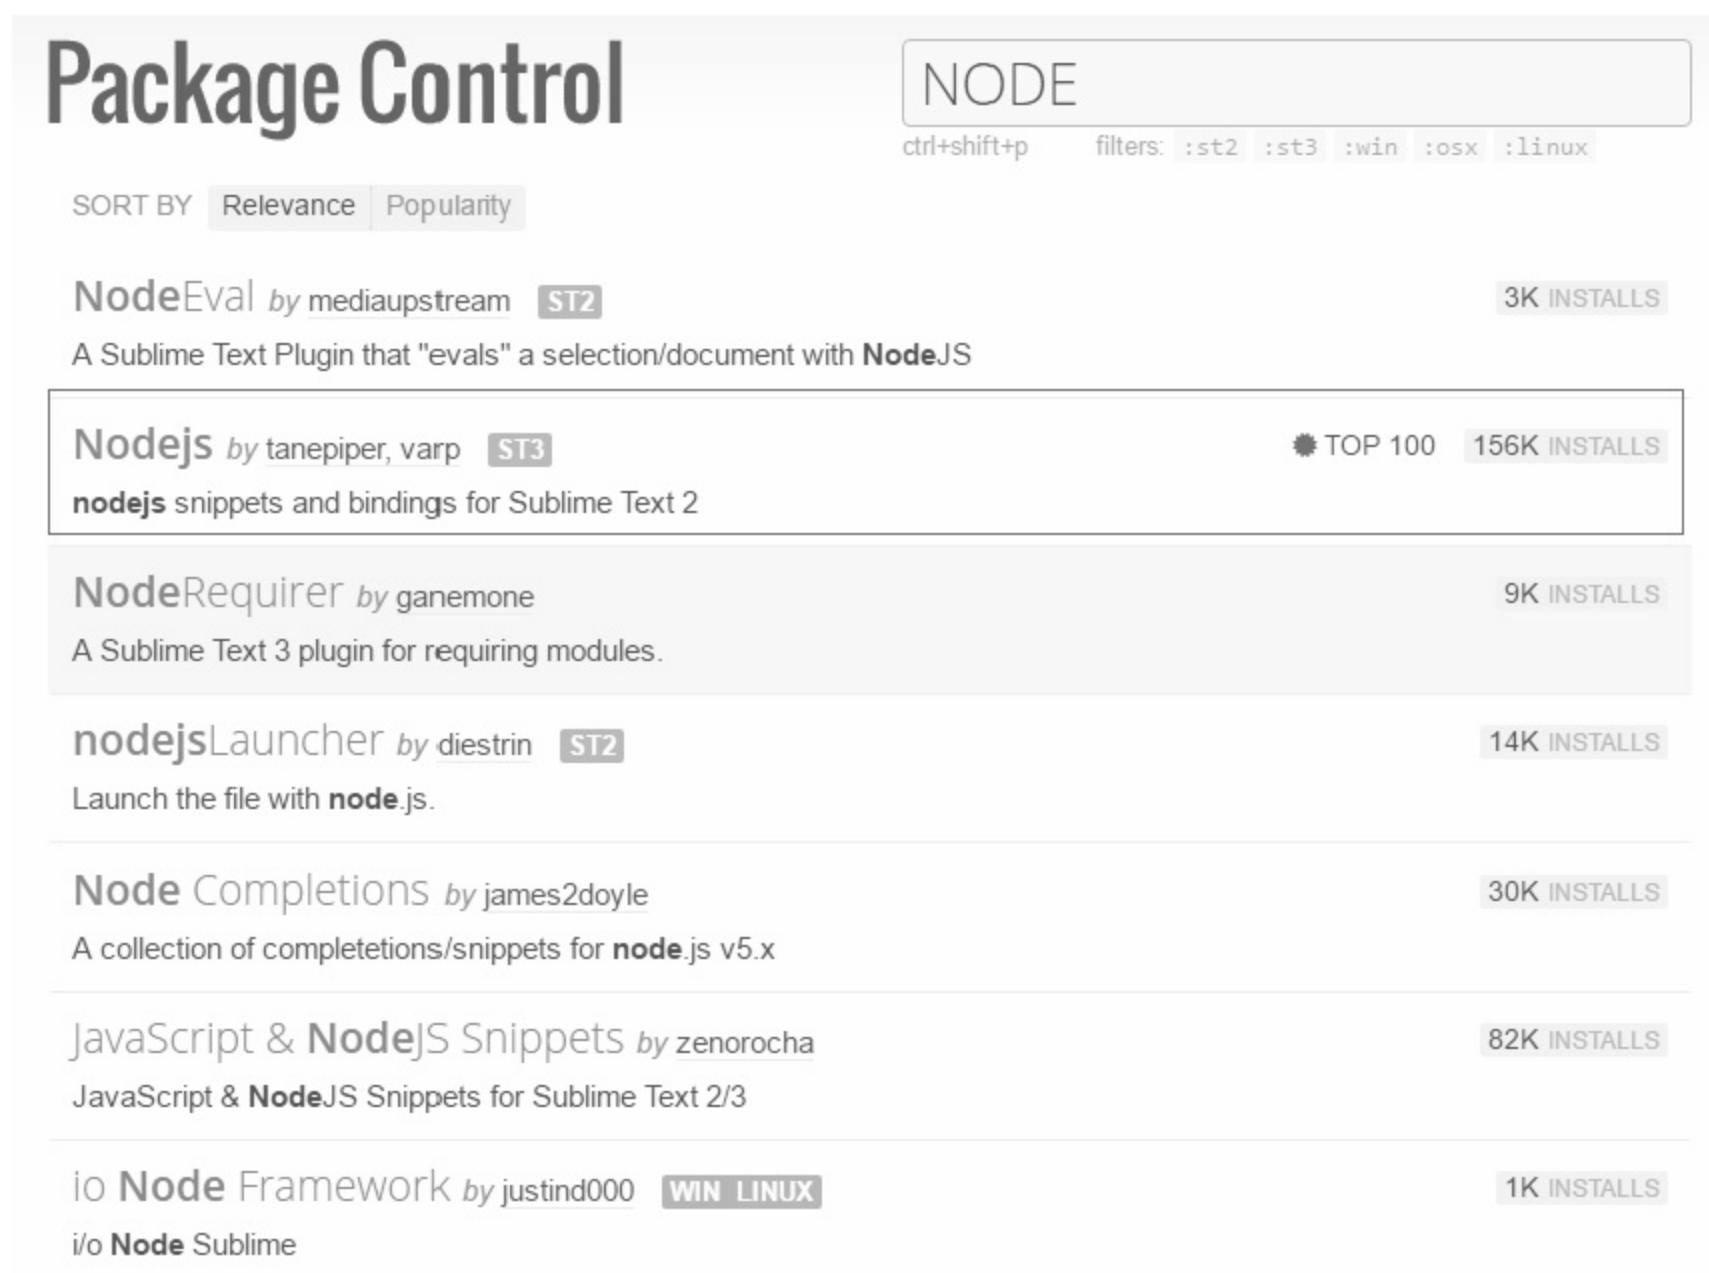 Package Control
NODE
ctrl+shift+p filters: :st2 :st3 :win :osx :linux
SORT BY Relevance Popularity
NodeEval by mediaupstream ST2 3K INSTALLS
A Sublime Text Plugin that "evals" a selection/document with NodeJS
Nodejs by tanepiper, varp ST3 TOP 100 156K INSTALLS
nodejs snippets and bindings for Sublime Text 2
NodeRequirer by ganemone 9K INSTALLS
A Sublime Text 3 plugin for requiring modules.
nodejsLauncher by diestrin ST2 14K INSTALLS
Launch the file with node.js.
Node Completions by james2doyle 30K INSTALLS
A collection of completetions/snippets for node.js v5.x
JavaScript & NodeJS Snippets by zenorocha 82K INSTALLS
JavaScript & NodeJS Snippets for Sublime Text 2/3
io Node Framework by justind000 WIN LINUX 1K INSTALLS
i/o Node Sublime